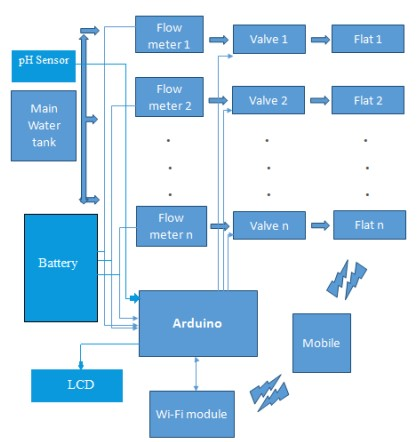 Flow
meter 1
Valve 1
Flat 1
pH Sensor
Main
Water
tank
Flow
meter 2
Valve 2
Flat 2
Flow
meter n
Valve n
Flat n
Battery
Arduino
Mobile
LCD
Wi-Fi module